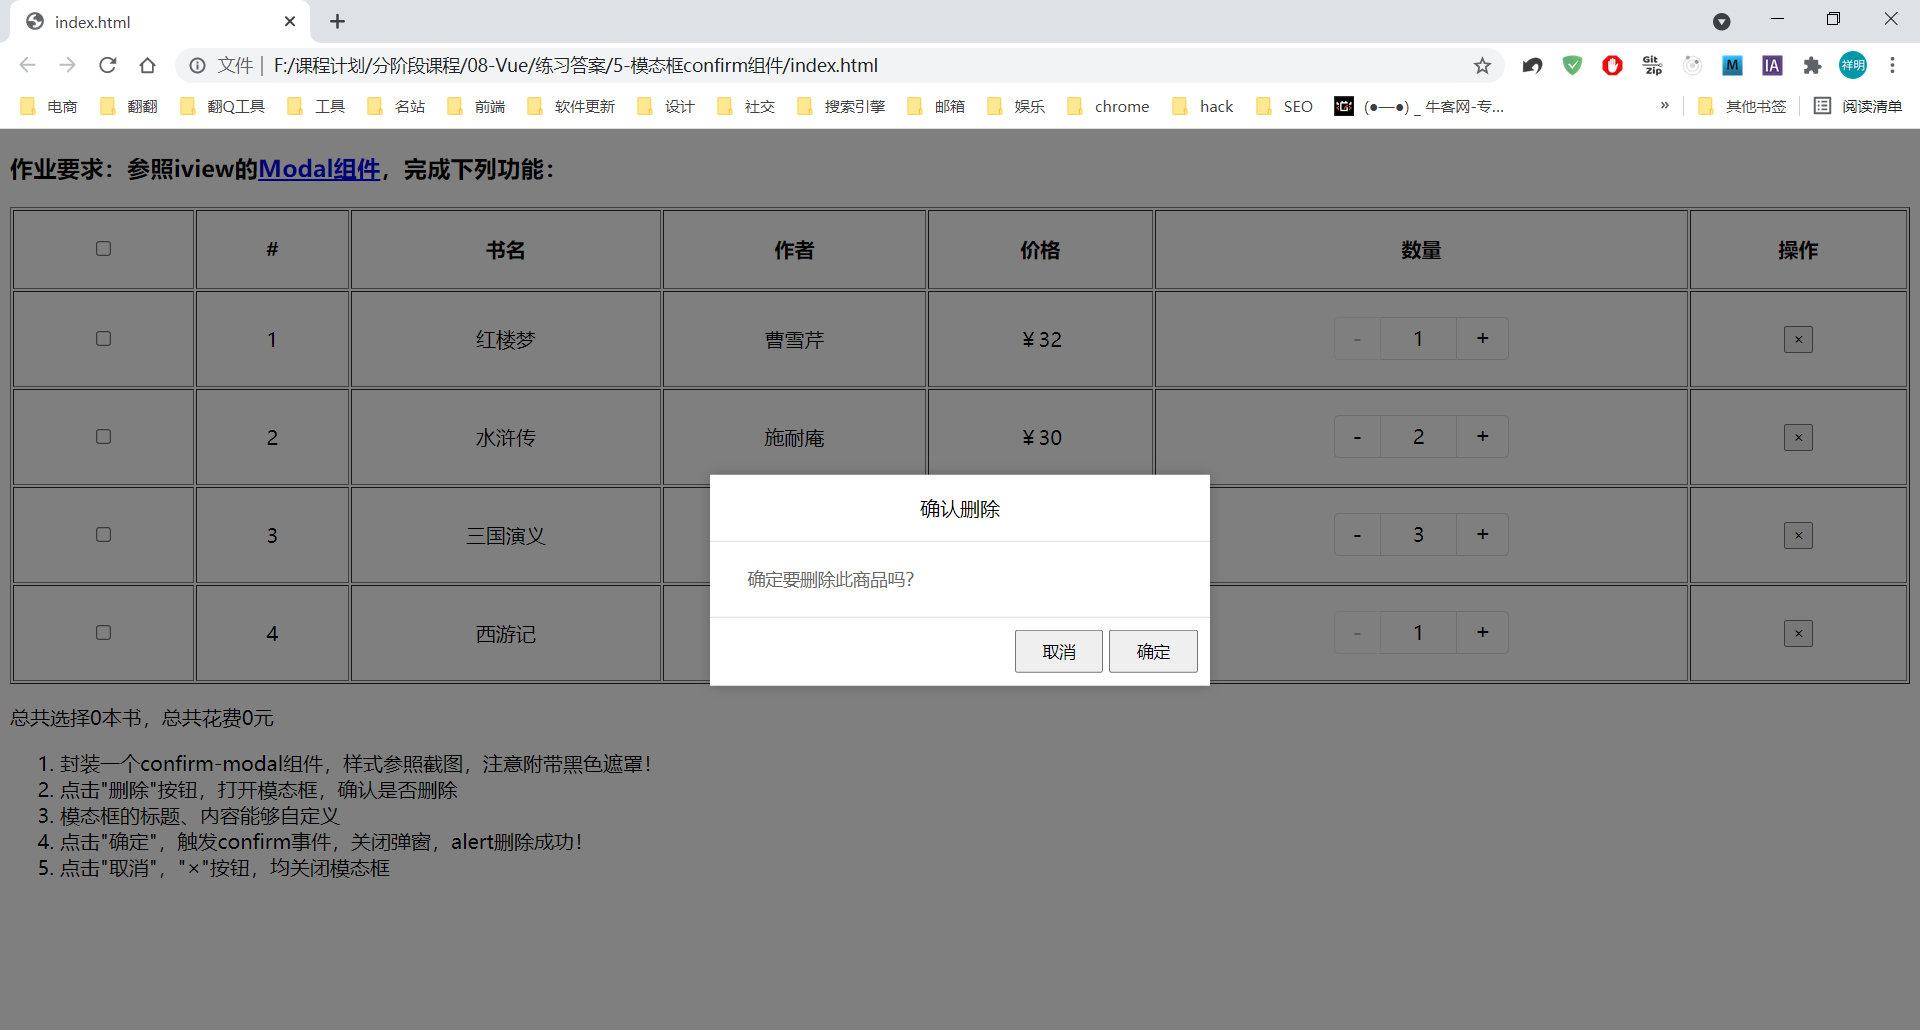 index.html
文件 | F:/课程计划/分阶段课程/08-Vue/练习答案/5-模态框confirm组件/index.html
Git Zip M IA 祥明
电商 翻翻 翻Q工具 工具 名站 前端 软件更新 设计 社交 搜索引擎 邮箱 娱乐 chrome hack SEO (●—●) _ 牛客网-专... » 其他书签 阅读清单
作业要求：参照iview的Modal组件，完成下列功能：
# 书名 作者 价格 数量 操作
1 红楼梦 曹雪芹 ¥32 - 1 + ×
2 水浒传 施耐庵 ¥30 - 2 + ×
3 三国演义 - 3 + ×
4 西游记 - 1 + ×
确认删除
确定要删除此商品吗?
取消 确定
总共选择0本书，总共花费0元
1. 封装一个confirm-modal组件，样式参照截图，注意附带黑色遮罩！
2. 点击"删除"按钮，打开模态框，确认是否删除
3. 模态框的标题、内容能够自定义
4. 点击"确定"，触发confirm事件，关闭弹窗，alert删除成功！
5. 点击"取消"，"×"按钮，均关闭模态框